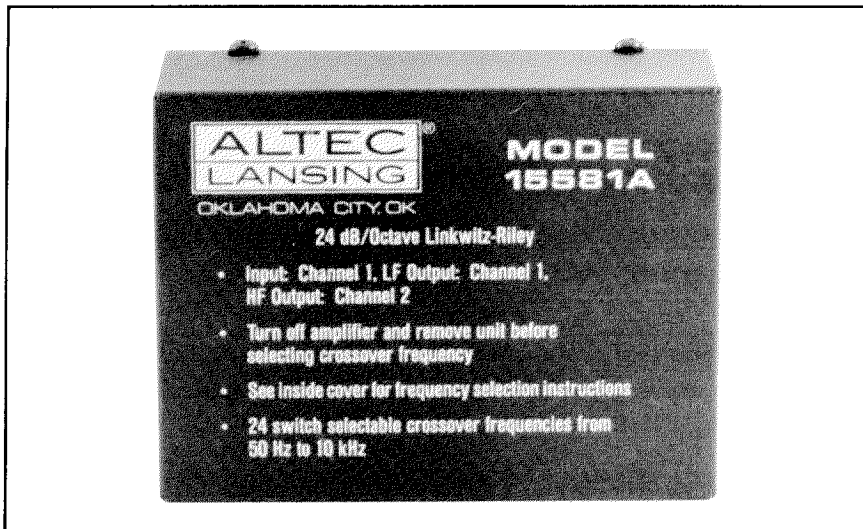 ALTEC®
LANSING
OKLAHOMA CITY, OK
MODEL
15581A
24 dB/Octave Linkwitz-Riley
• Input: Channel 1, LF Output: Channel 1,
HF Output: Channel 2
• Turn off amplifier and remove unit before
selecting crossover frequency
• See inside cover for frequency selection instructions
• 24 switch selectable crossover frequencies from
50 Hz to 10 kHz